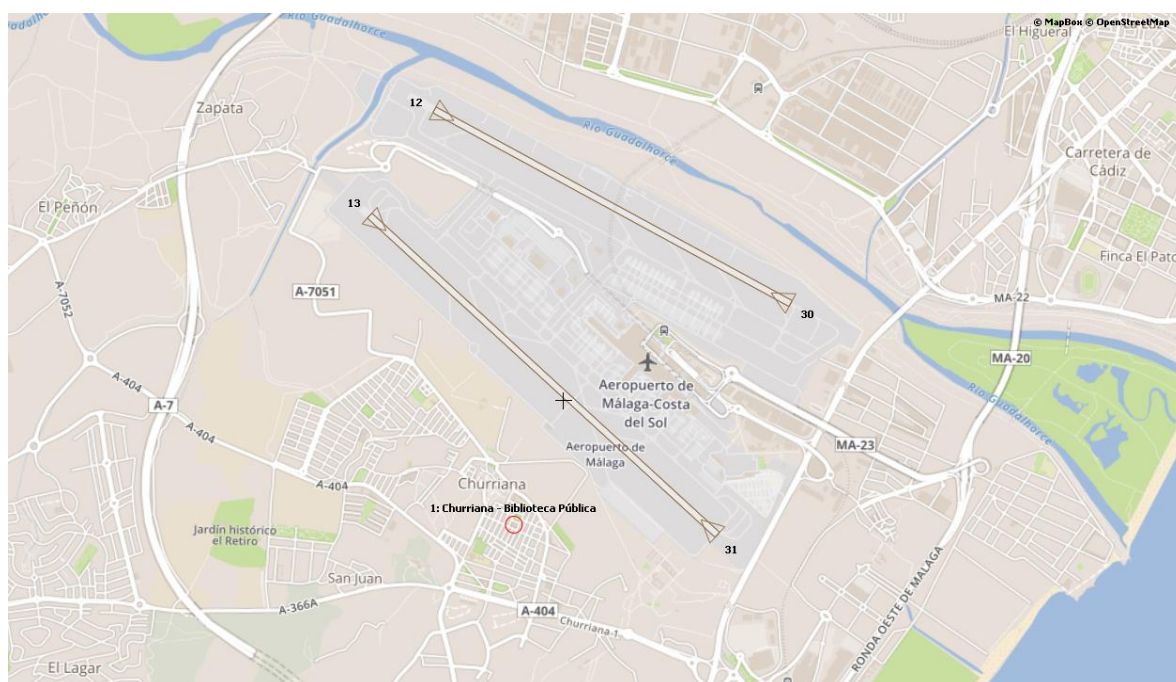 © MapBox © OpenStreetMap
Río Guadalhorce
El Higueral
12
Zapata
Río Guadalhorce
Carretera de
Cádiz
El Peñón
13
Finca El Pato
A-7051
MA-22
A-7052
30
MA-20
A-404
Aeropuerto de
Málaga-Costa
del Sol
Río Guadalhorce
A-7
A-404
Aeropuerto de
Málaga
MA-23
A-404
Churriana
1: Churriana - Biblioteca Pública
Jardín histórico
el Retiro
31
San Juan
A-366A
A-404
Churriana-1
RONDA OESTE DE MALAGA
El Lagar